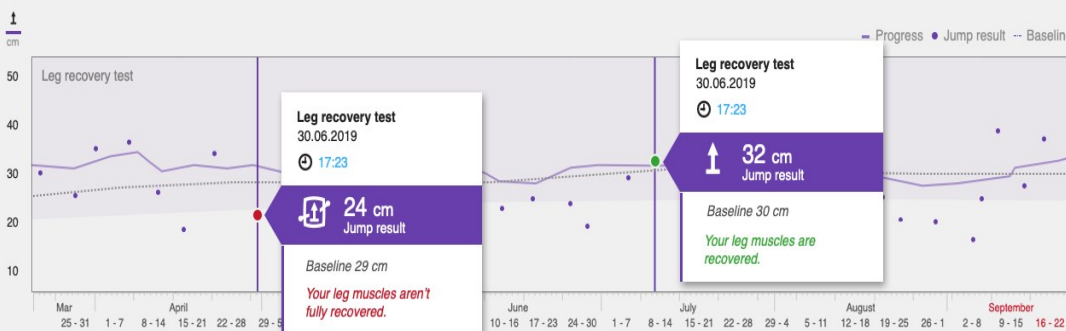 cm
Progress Jump result Baseline
50
40
30
20
10
Leg recovery test
Leg recovery test
30.06.2019
17:23
24 cm
Jump result
Baseline 29 cm
Your leg muscles aren't
fully recovered.
Leg recovery test
30.06.2019
17:23
32 cm
Jump result
Baseline 30 cm
Your leg muscles are
recovered.
Mar April June July August September
25 - 31 1 - 7 8 - 14 15 - 21 22 - 28 29 - 5 10 - 16 17 - 23 24 - 30 1 - 7 8 - 14 15 - 21 22 - 28 29 - 4 5 - 11 12 - 18 19 - 25 26 - 1 2 - 8 9 - 15 16 - 22